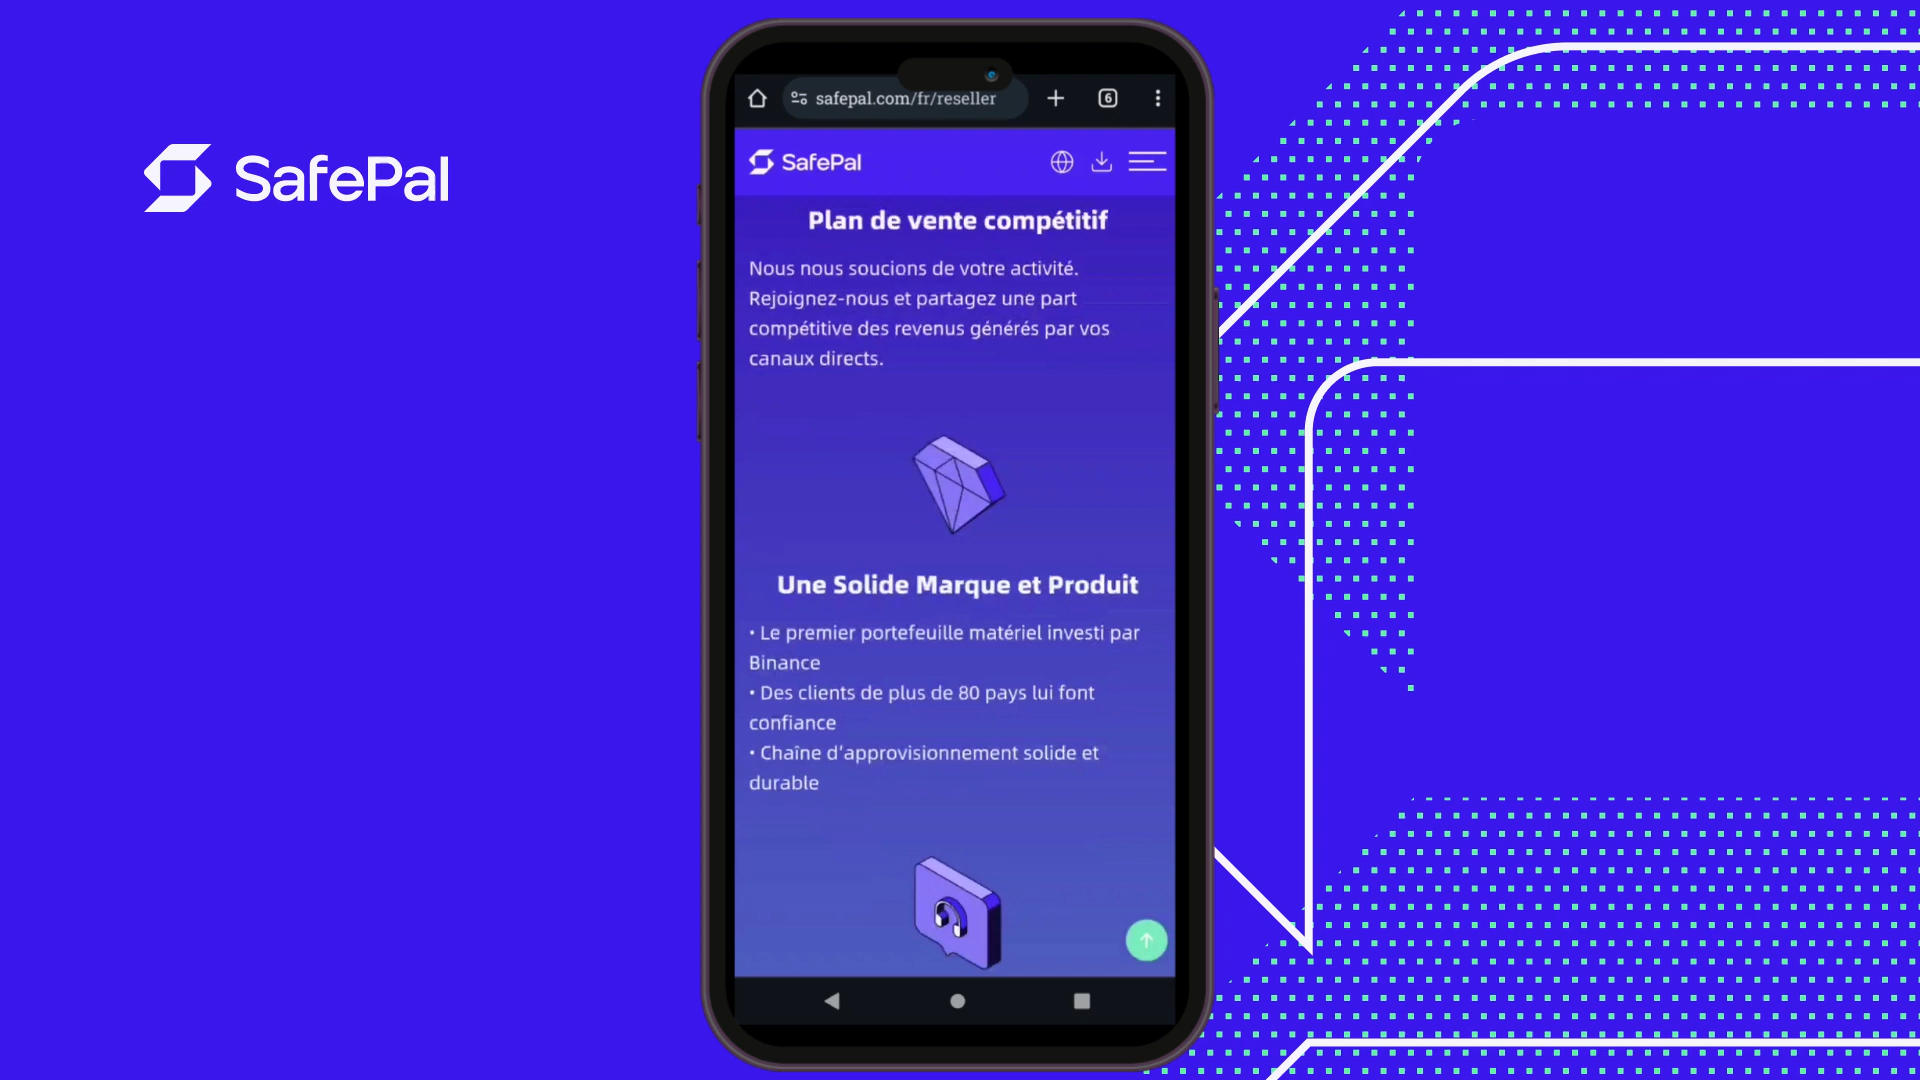 SafePal
safepal.com/fr/reseller
6
SafePal
Plan de vente compétitif
Nous nous soucions de votre activité.
Rejoignez-nous et partagez une part
compétitive des revenus générés par vos
canaux directs.
Une Solide Marque et Produit
• Le premier portefeuille matériel investi par
Binance
• Des clients de plus de 80 pays lui font
confiance
• Chaîne d'approvisionnement solide et
durable